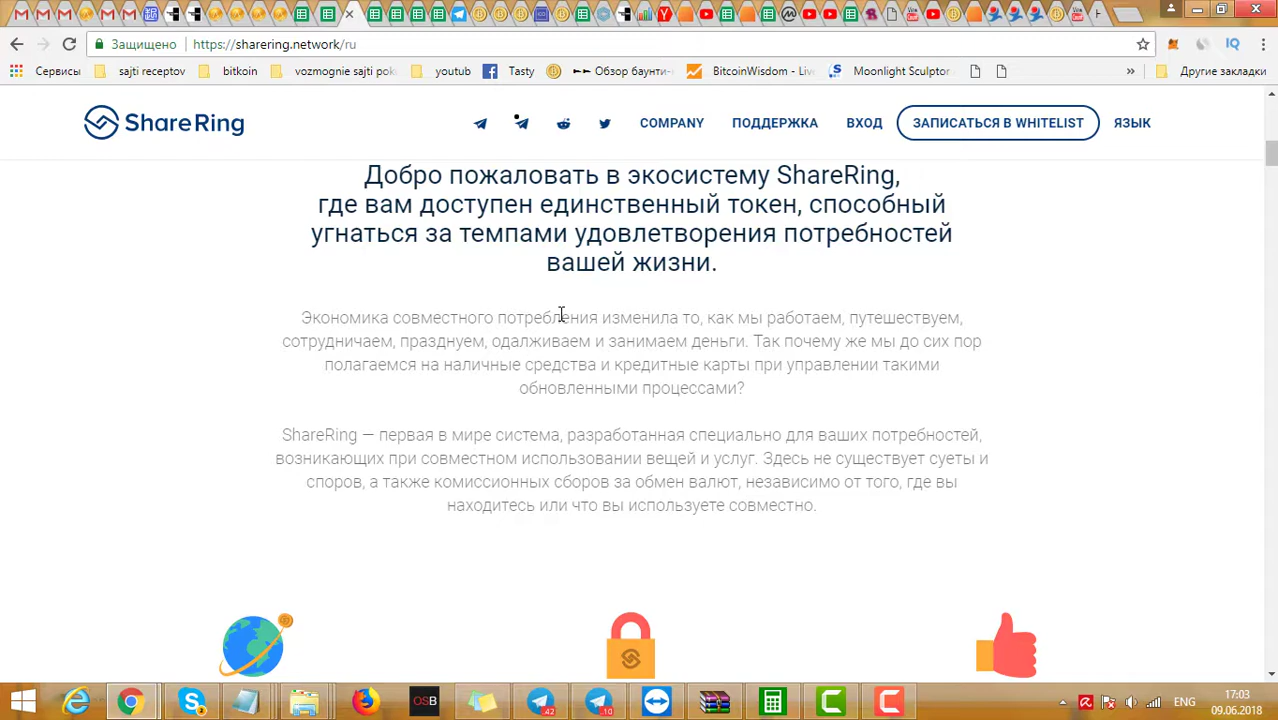 Защищено
https://sharering.network/ru
Сервисы
sajti receptov
bitkoin
vozmognie sajti pok
youtube
Tasty
Обзор баунти-
BitcoinWisdom - Liv
Moonlight Sculptor
»
Другие закладки
ShareRing
COMPANY
ПОДДЕРЖКА
ВХОД
ЗАПИСАТЬСЯ В WHITELIST
ЯЗЫК
Добро пожаловать в экосистему ShareRing,
где вам доступен единственный токен, способный
угнаться за темпами удовлетворения потребностей
вашей жизни.
Экономика совместного потребления изменила то, как мы работаем, путешествуем,
сотрудничаем, празднуем, одалживаем и занимаем деньги. Так почему же мы до сих пор
полагаемся на наличные средства и кредитные карты при управлении такими
обновленными процессами?
ShareRing — первая в мире система, разработанная специально для ваших потребностей,
возникающих при совместном использовании вещей и услуг. Здесь не существует суеты и
споров, а также комиссионных сборов за обмен валют, независимо от того, где вы
находитесь или что вы используете совместно.
OSB
42
10
ENG
17:03
09.06.2018